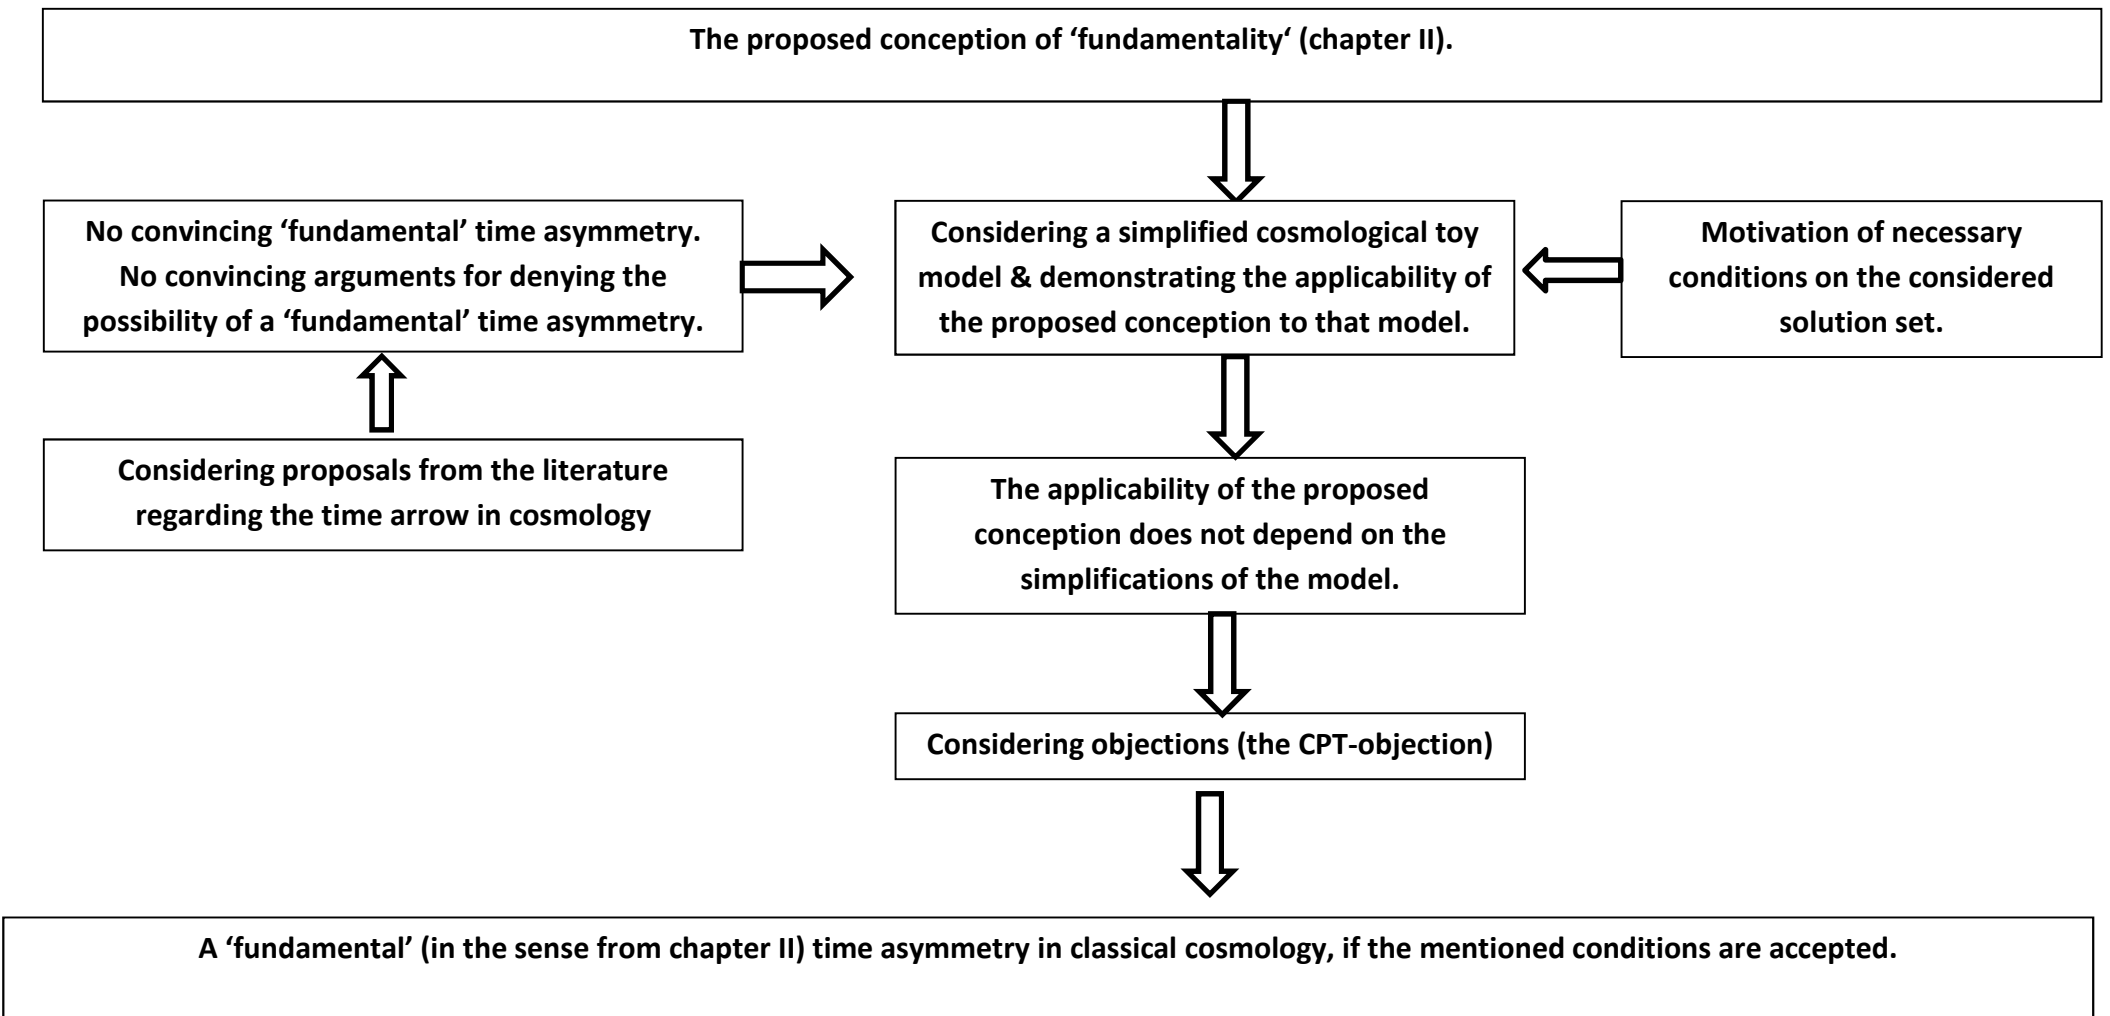 The proposed conception of ‘fundamentality‘ (chapter II).
No convincing ‘fundamental’ time asymmetry.
No convincing arguments for denying the
possibility of a ‘fundamental’ time asymmetry.
Considering a simplified cosmological toy
model & demonstrating the applicability of
the proposed conception to that model.
Motivation of necessary
conditions on the considered
solution set.
Considering proposals from the literature
regarding the time arrow in cosmology
The applicability of the proposed
conception does not depend on the
simplifications of the model.
Considering objections (the CPT-objection)
A ‘fundamental’ (in the sense from chapter II) time asymmetry in classical cosmology, if the mentioned conditions are accepted.